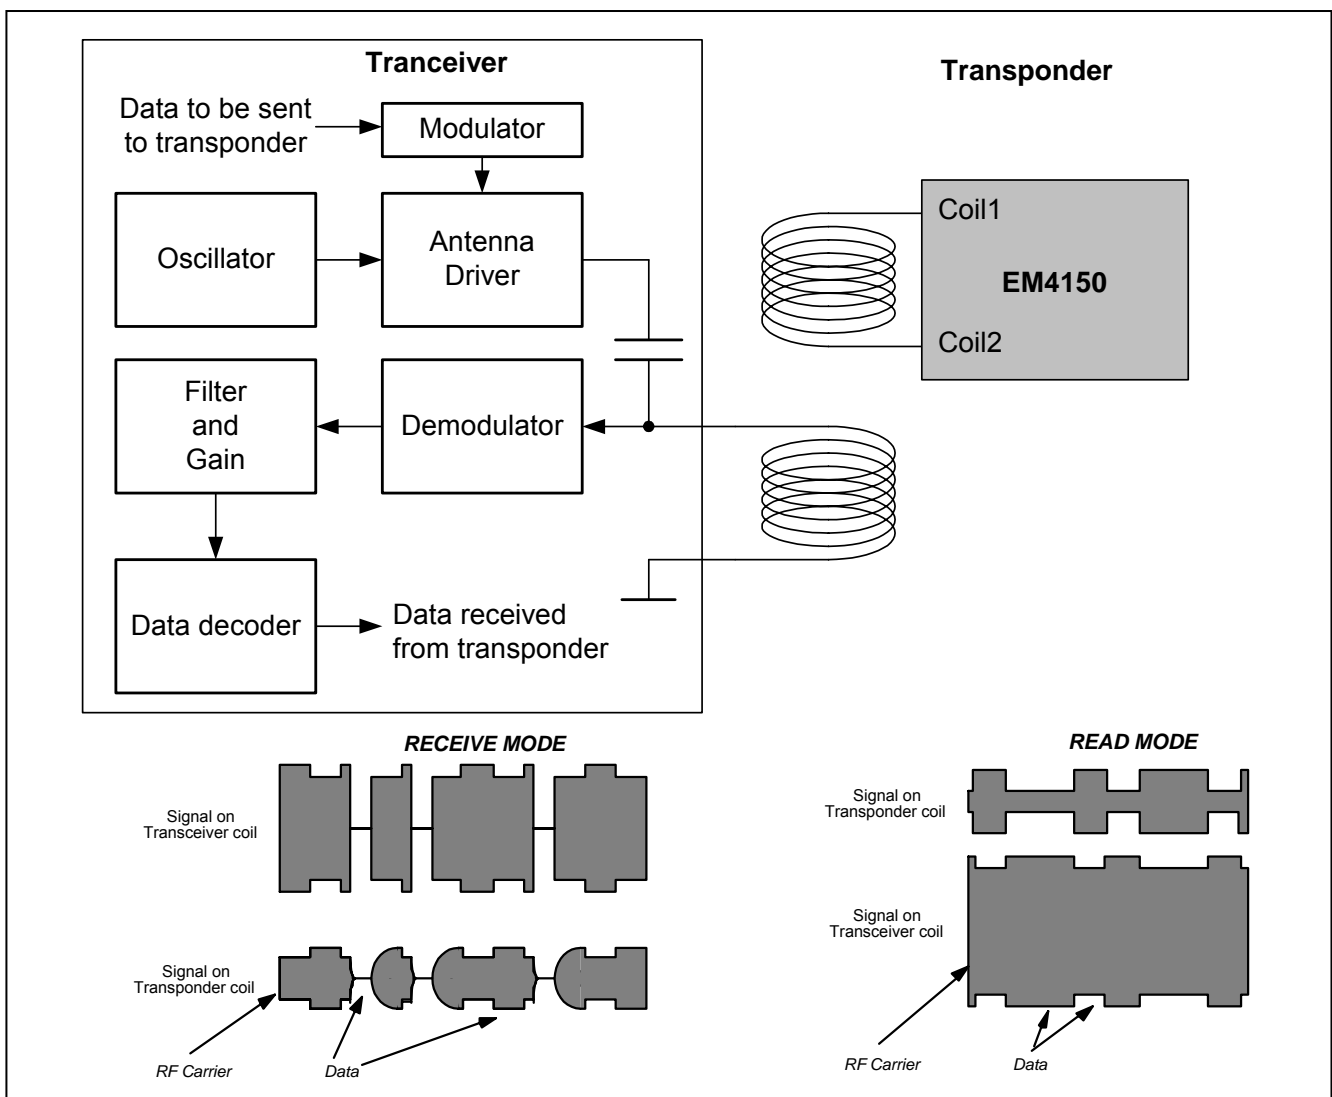 Tranceiver
Transponder
Data to be sent
to transponder
Modulator
Oscillator
Antenna
Driver
Coil1
EM4150
Coil2
Filter
and
Gain
Demodulator
Data decoder
Data received
from transponder
RECEIVE MODE
Signal on
Transceiver coil
Signal on
Transponder coil
RF Carrier
Data
READ MODE
Signal on
Transponder coil
Signal on
Transceiver coil
RF Carrier
Data